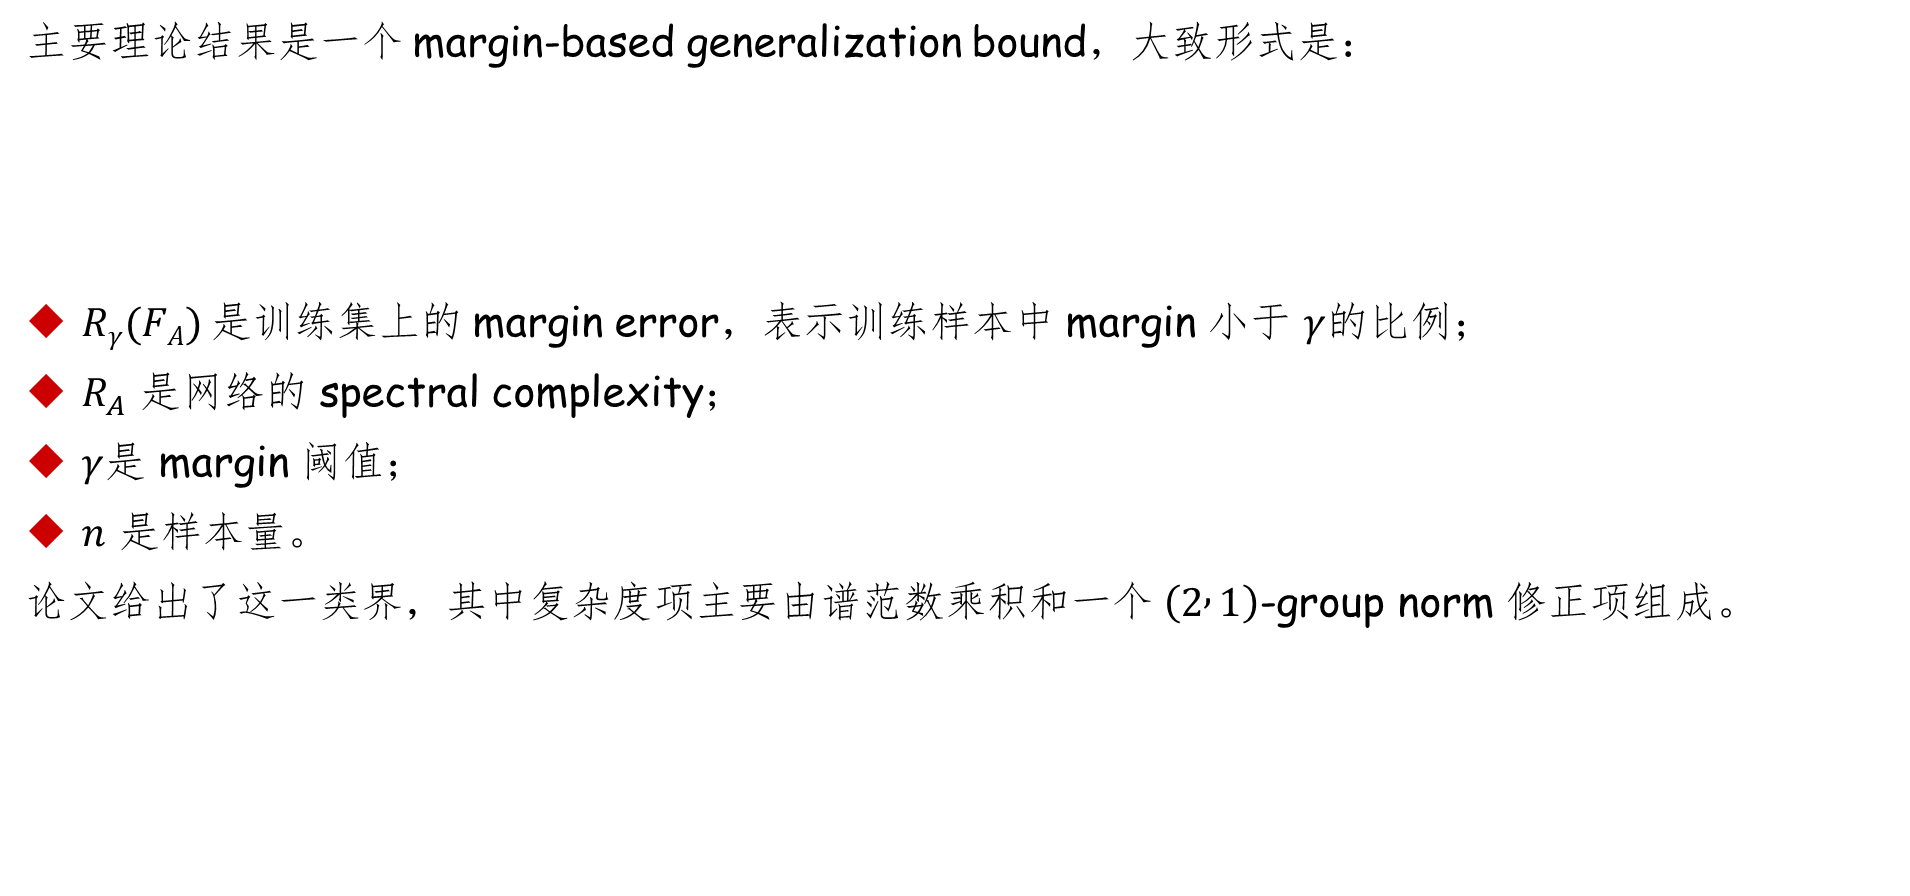 主要理论结果是一个 margin-based generalization bound，大致形式是：
◆ R_γ(F_A) 是训练集上的 margin error，表示训练样本中 margin 小于 γ的比例；
◆ R_A 是网络的 spectral complexity；
◆ γ是 margin 阈值；
◆ n 是样本量。
论文给出了这一类界，其中复杂度项主要由谱范数乘积和一个 (2,1)-group norm 修正项组成。